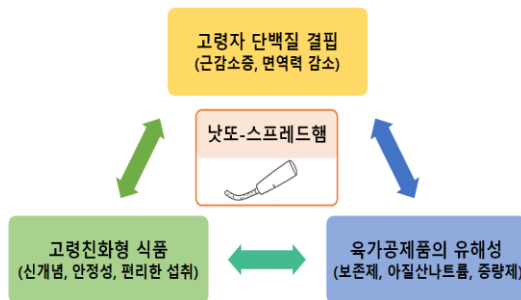 고령자 단백질 결핍
(근감소증, 면역력 감소)
낫또-스프레드햄
고령친화형 식품
(신개념, 안정성, 편리한 섭취)
육가공제품의 유해성
(보존제, 아질산나트륨, 증량제)